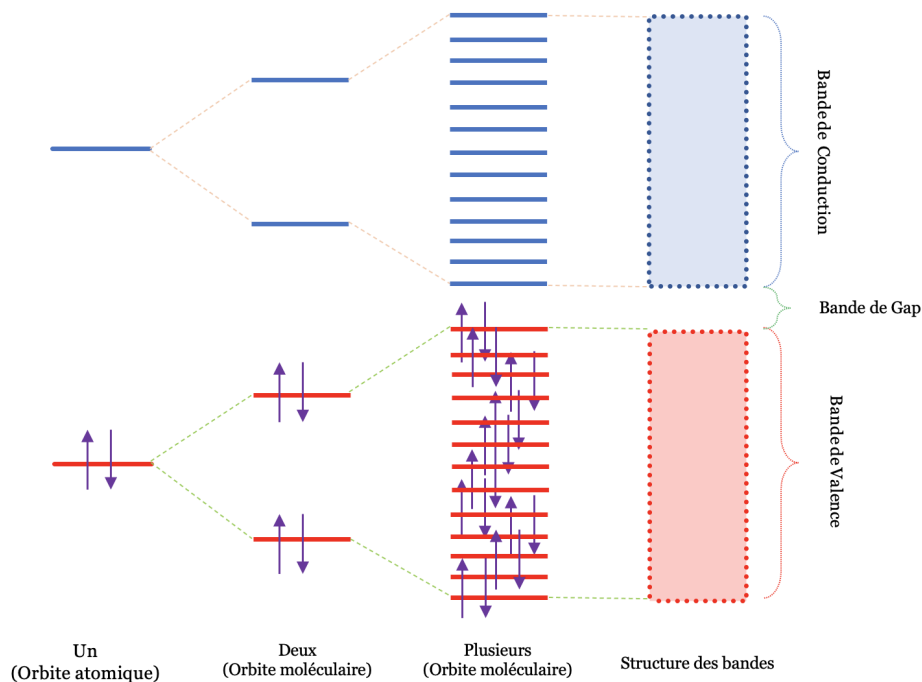 Bande de Conduction
Bande de Gap
Bande de Valence
Un
(Orbite atomique)
Deux
(Orbite moléculaire)
Plusieurs
(Orbite moléculaire)
Structure des bandes